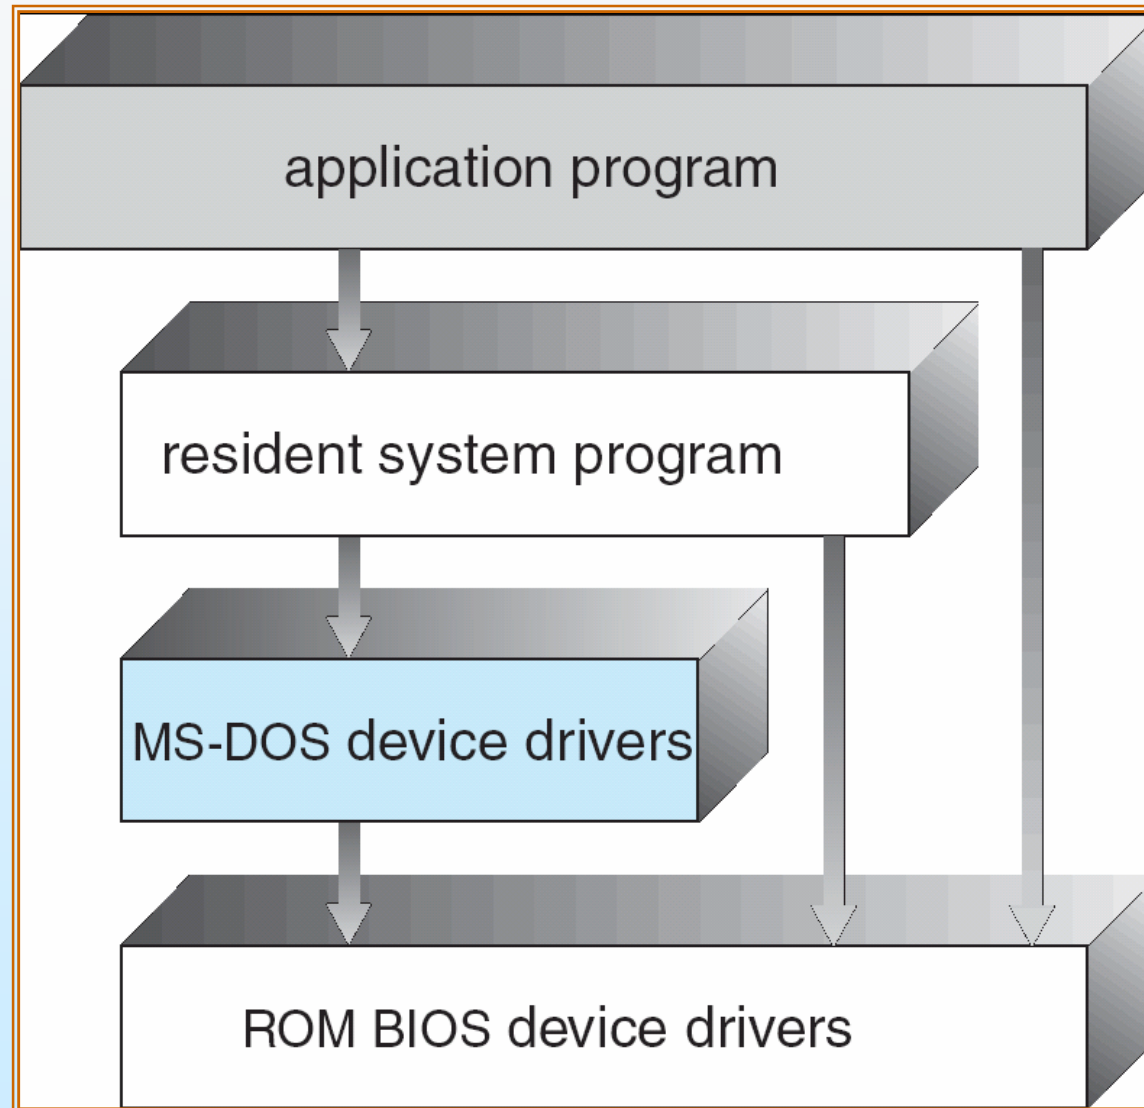 application program
resident system program
MS-DOS device drivers
ROM BIOS device drivers